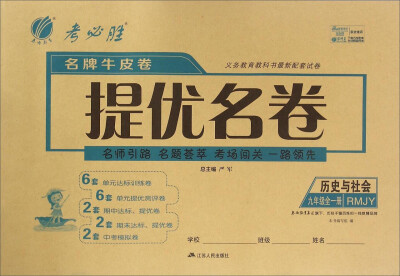 考必胜
义务教育教科书最新配套试卷
名牌牛皮卷
提优名卷
名师引路 名题荟萃 考场闯关 一路领先
总主编 严军
6套 单元达标训练卷
6套 单元提优测评卷
2套 期中达标、提优卷
2套 期末达标、提优卷
2套 中考模拟卷
历史与社会
九年级全一册 RMJY
学校 班级 姓名
江苏人民出版社